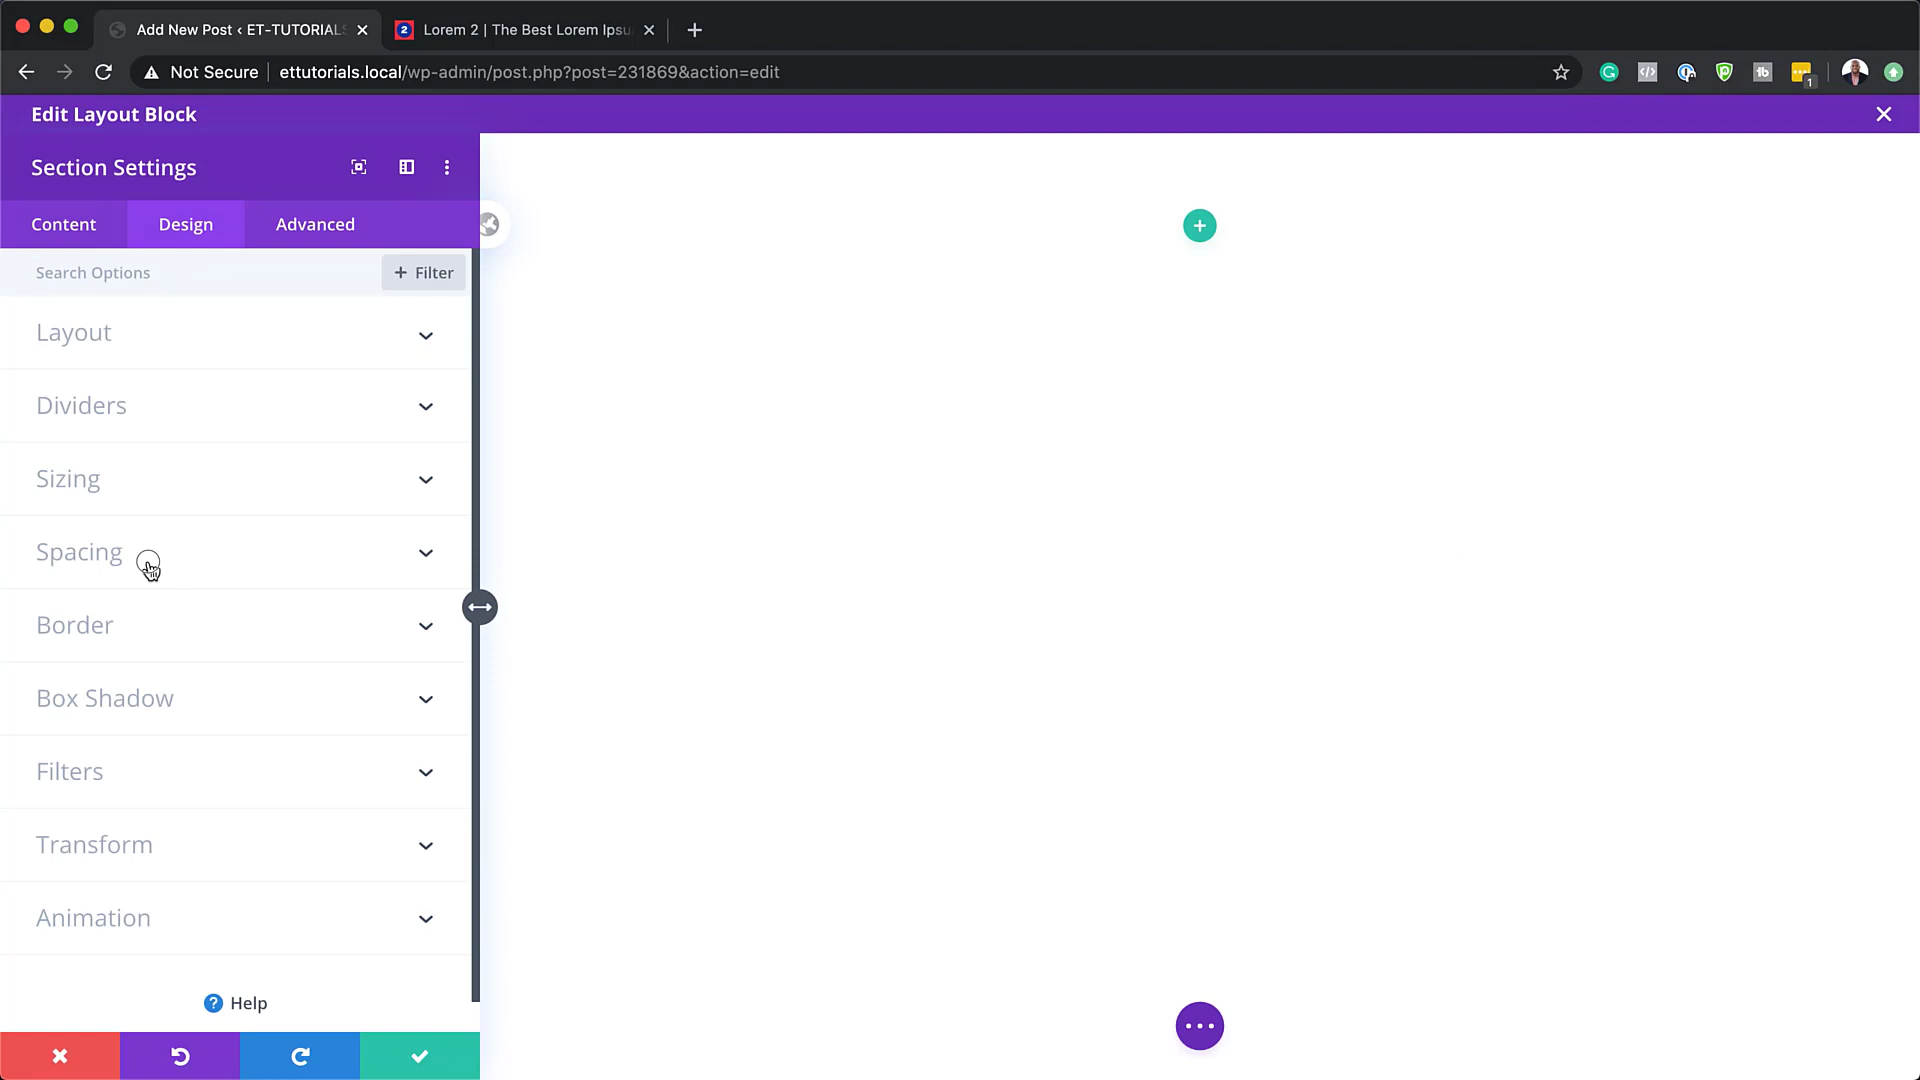 Add New Post ‹ ET-TUTORIALS
Lorem 2 | The Best Lorem Ipsu
Not Secure
ettutorials.local/wp-admin/post.php?post=231869&action=edit
1
Edit Layout Block
Section Settings
Content
Design
Advanced
Search Options
+ Filter
Layout
Dividers
Sizing
Spacing
Border
Box Shadow
Filters
Transform
Animation
Help